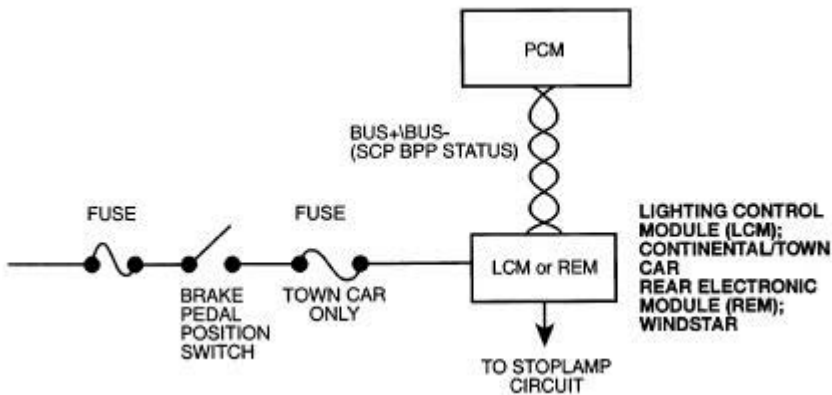 PCM
BUS+\BUS-
(SCP BPP STATUS)
FUSE
FUSE
BRAKE
PEDAL
POSITION
SWITCH
TOWN CAR
ONLY
LCM or REM
LIGHTING CONTROL
MODULE (LCM);
CONTINENTAL/TOWN
CAR
REAR ELECTRONIC
MODULE (REM);
WINDSTAR
TO STOPLAMP
CIRCUIT